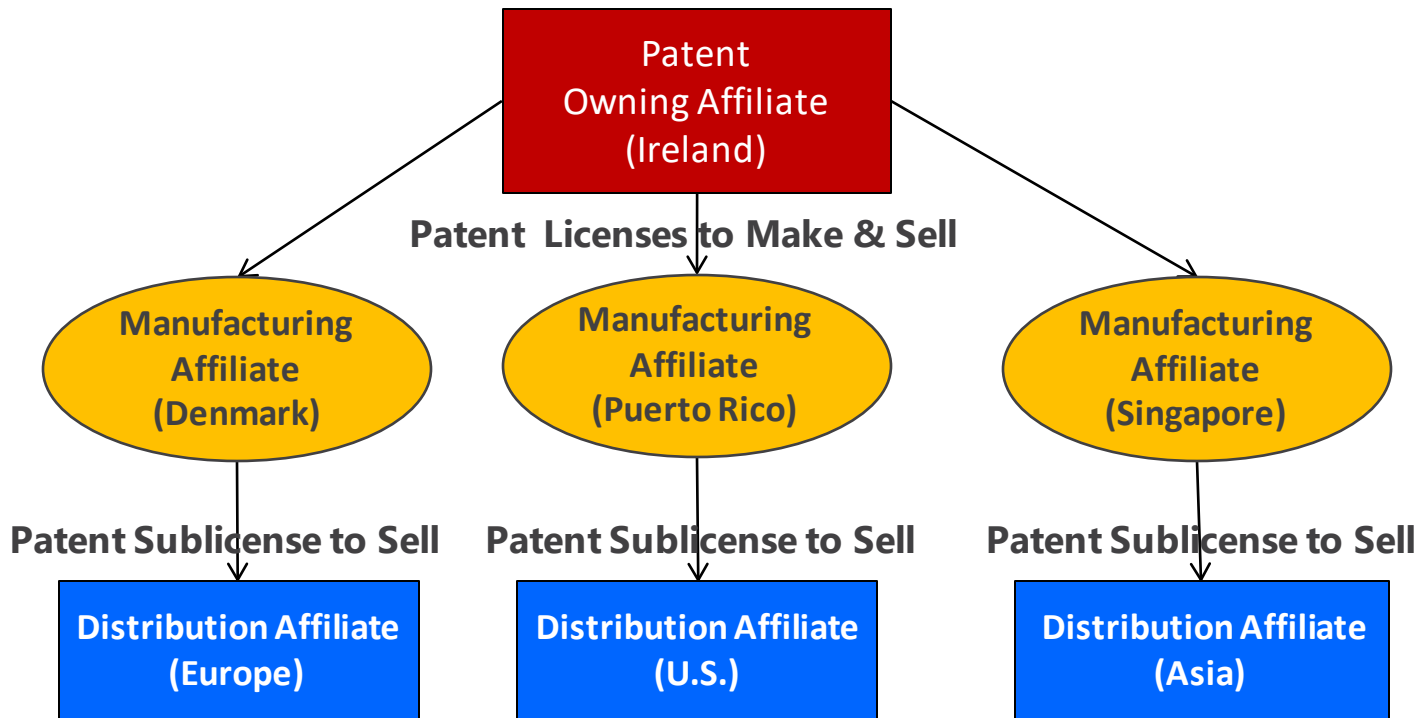 Patent
Owning Affiliate
(Ireland)
Patent Licenses to Make & Sell
Manufacturing
Affiliate
(Denmark)
Manufacturing
Affiliate
(Puerto Rico)
Manufacturing
Affiliate
(Singapore)
Patent Sublicense to Sell
Patent Sublicense to Sell
Patent Sublicense to Sell
Distribution Affiliate
(Europe)
Distribution Affiliate
(U.S.)
Distribution Affiliate
(Asia)